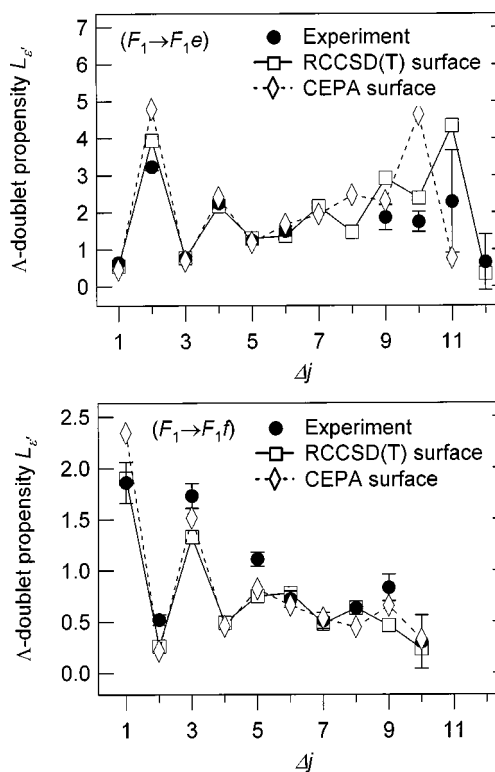 (F₁→F₁e)
Experiment
RCCSD(T) surface
CEPA surface
Λ-doublet propensity Lε′
7
6
5
4
3
2
1
0
1 3 5 7 9 11
Δj
(F₁→F₁f)
Experiment
RCCSD(T) surface
CEPA surface
Λ-doublet propensity Lε′
2.5
2.0
1.5
1.0
0.5
0.0
1 3 5 7 9 11
Δj